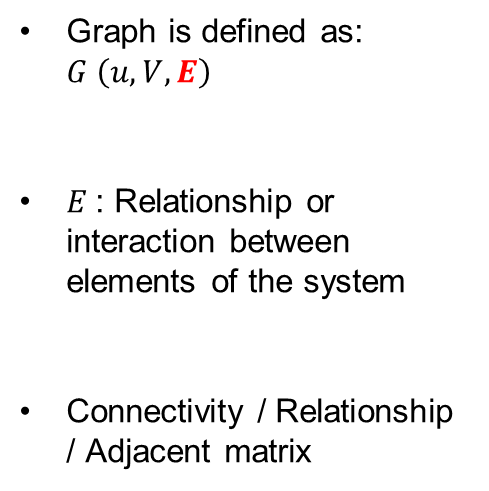 • Graph is defined as:
G (u, V, E)
• E : Relationship or
interaction between
elements of the system
• Connectivity / Relationship
/ Adjacent matrix